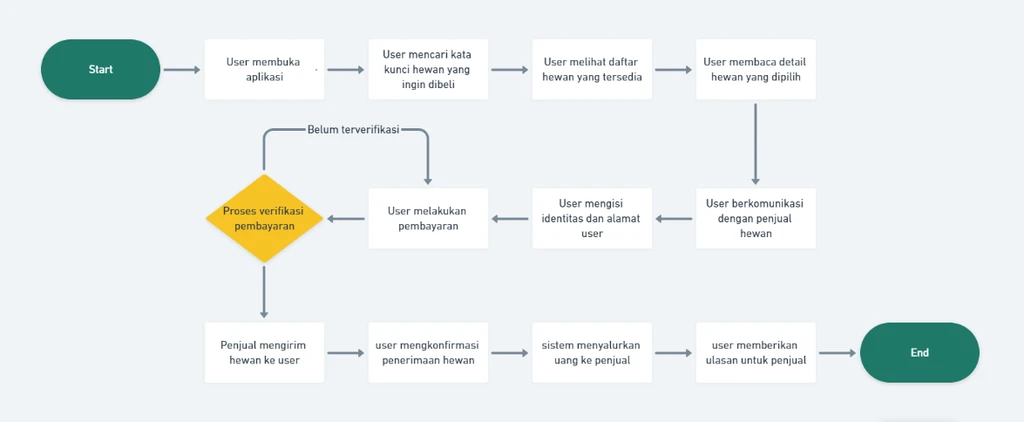 Start
User membuka
aplikasi
User mencari kata
kunci hewan yang
ingin dibeli
User melihat daftar
hewan yang tersedia
User membaca detail
hewan yang dipilih
Belum terverifikasi
Proses verifikasi
pembayaran
User melakukan
pembayaran
User mengisi
identitas dan alamat
user
User berkomunikasi
dengan penjual
hewan
Penjual mengirim
hewan ke user
user mengkonfirmasi
penerimaan hewan
sistem menyalurkan
uang ke penjual
user memberikan
ulasan untuk penjual
End